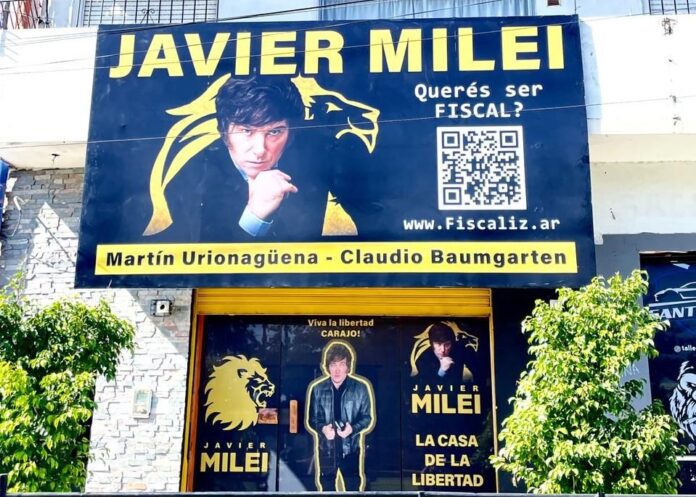 JAVIER MILEI
Querés ser
FISCAL?
www.Fiscaliz.ar
Martín Urionagüena - Claudio Baumgarten
Viva la libertad
CARAJO!
JAVIER
MILEI
JAVIER
MILEI
LA CASA
DE LA
LIBERTAD